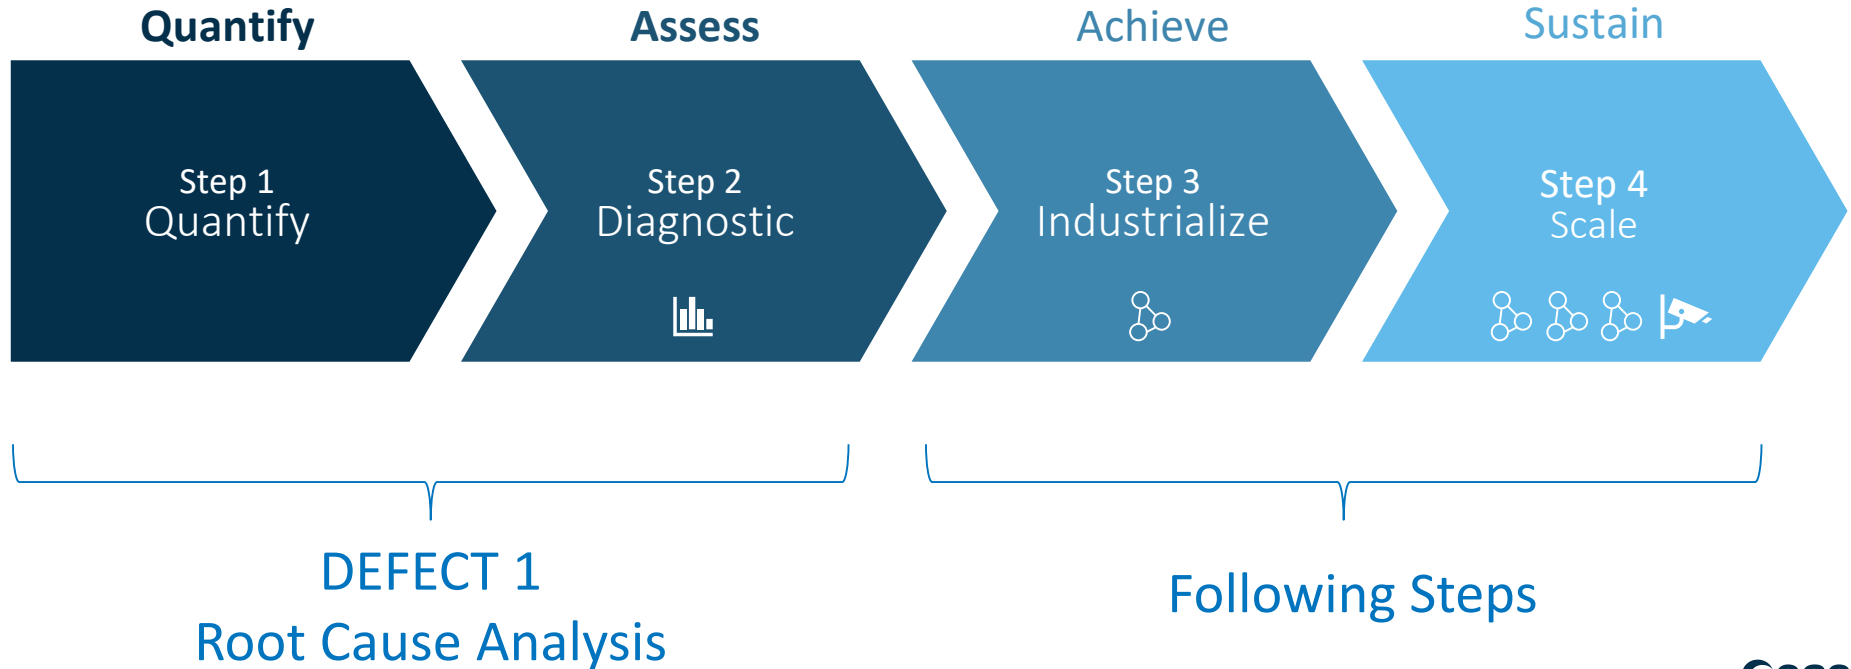 Quantify
Assess
Achieve
Sustain
Step 1
Quantify
Step 2
Diagnostic
Step 3
Industrialize
Step 4
Scale
DEFECT 1
Root Cause Analysis
Following Steps